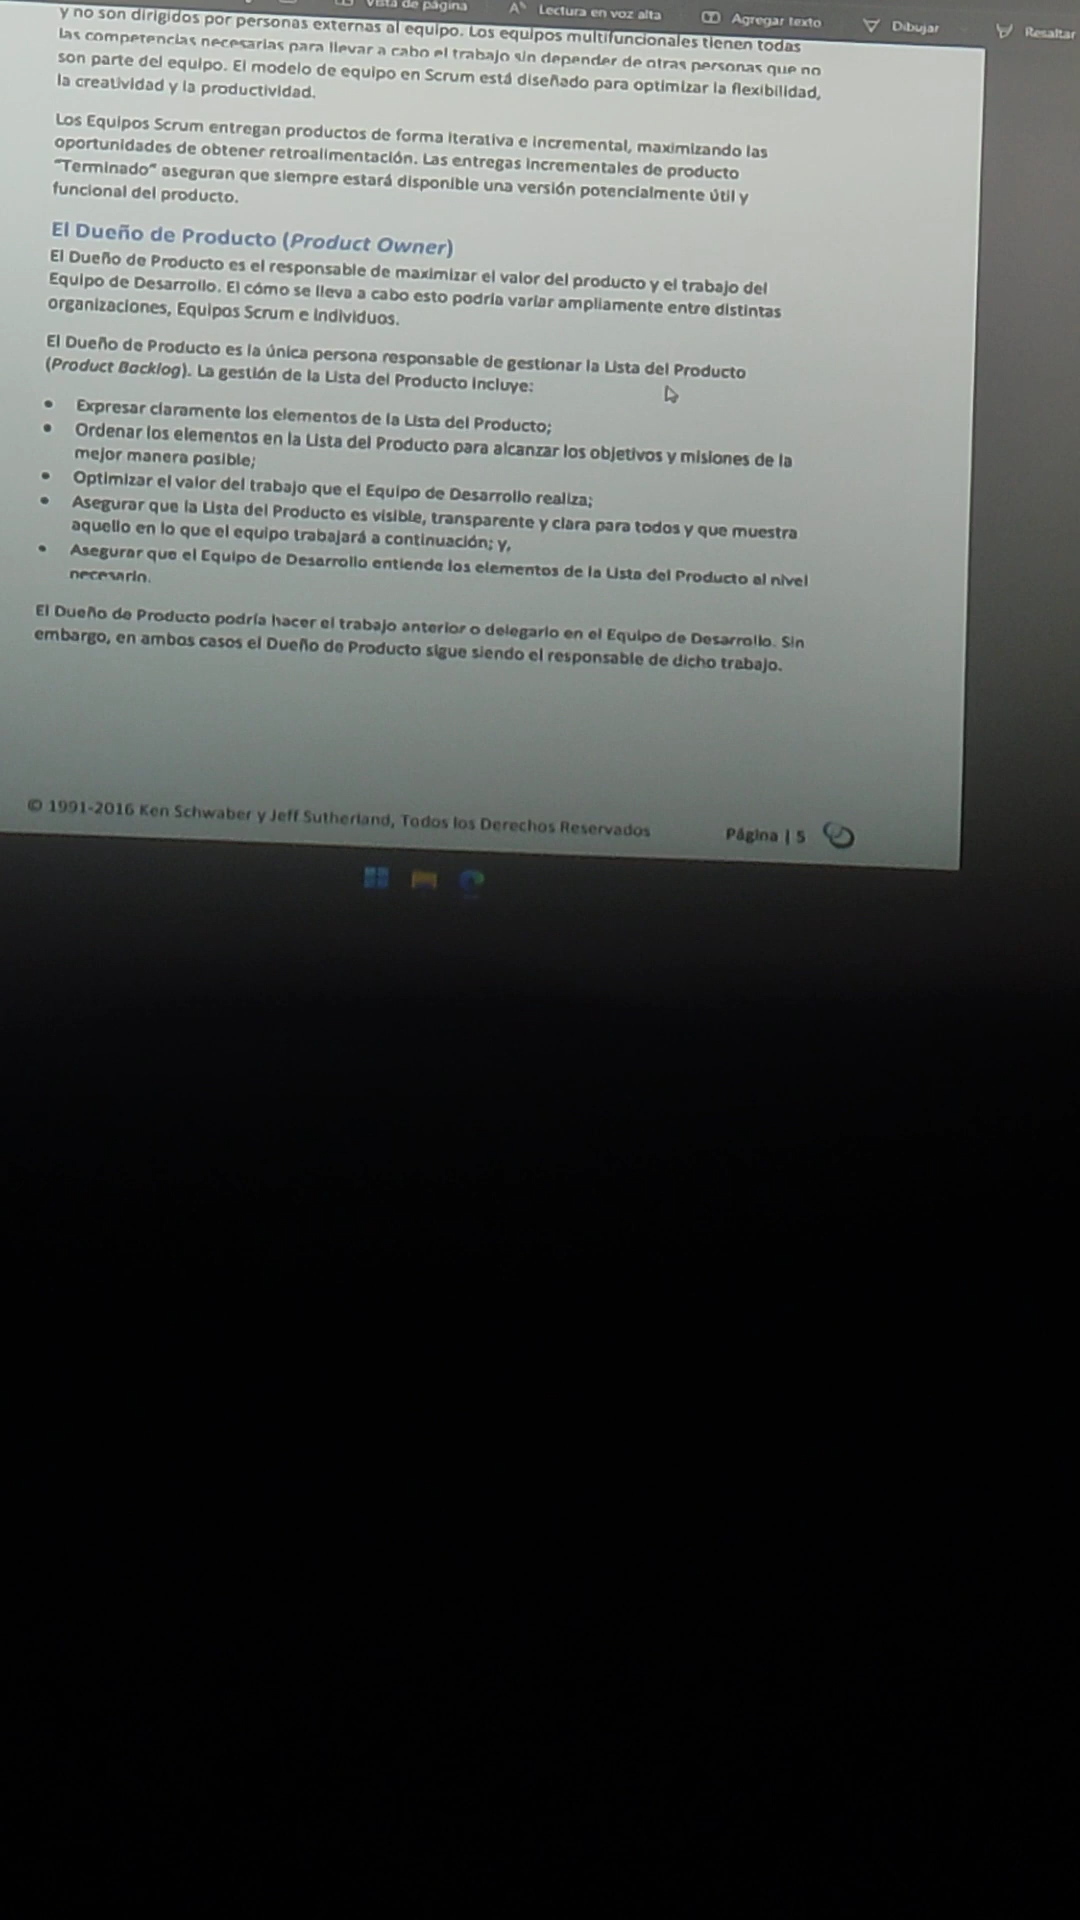 Vista de página
Lectura en voz alta
Agregar texto
Dibujar
Resaltar
y no son dirigidos por personas externas al equipo. Los equipos multifuncionales tienen todas
las competencias necesarias para llevar a cabo el trabajo sin depender de otras personas que no
son parte del equipo. El modelo de equipo en Scrum está diseñado para optimizar la flexibilidad,
la creatividad y la productividad.
Los Equipos Scrum entregan productos de forma iterativa e incremental, maximizando las
oportunidades de obtener retroalimentación. Las entregas incrementales de producto
“Terminado” aseguran que siempre estará disponible una versión potencialmente útil y
funcional del producto.
El Dueño de Producto (Product Owner)
El Dueño de Producto es el responsable de maximizar el valor del producto y el trabajo del
Equipo de Desarrollo. El cómo se lleva a cabo esto podría variar ampliamente entre distintas
organizaciones, Equipos Scrum e individuos.
El Dueño de Producto es la única persona responsable de gestionar la Lista del Producto
(Product Backlog). La gestión de la Lista del Producto incluye:
• Expresar claramente los elementos de la Lista del Producto;
• Ordenar los elementos en la Lista del Producto para alcanzar los objetivos y misiones de la
mejor manera posible;
• Optimizar el valor del trabajo que el Equipo de Desarrollo realiza;
• Asegurar que la Lista del Producto es visible, transparente y clara para todos y que muestra
aquello en lo que el equipo trabajará a continuación; y,
• Asegurar que el Equipo de Desarrollo entiende los elementos de la Lista del Producto al nivel
necesario.
El Dueño de Producto podría hacer el trabajo anterior o delegarlo en el Equipo de Desarrollo. Sin
embargo, en ambos casos el Dueño de Producto sigue siendo el responsable de dicho trabajo.
© 1991-2016 Ken Schwaber y Jeff Sutherland, Todos los Derechos Reservados
Página | 5